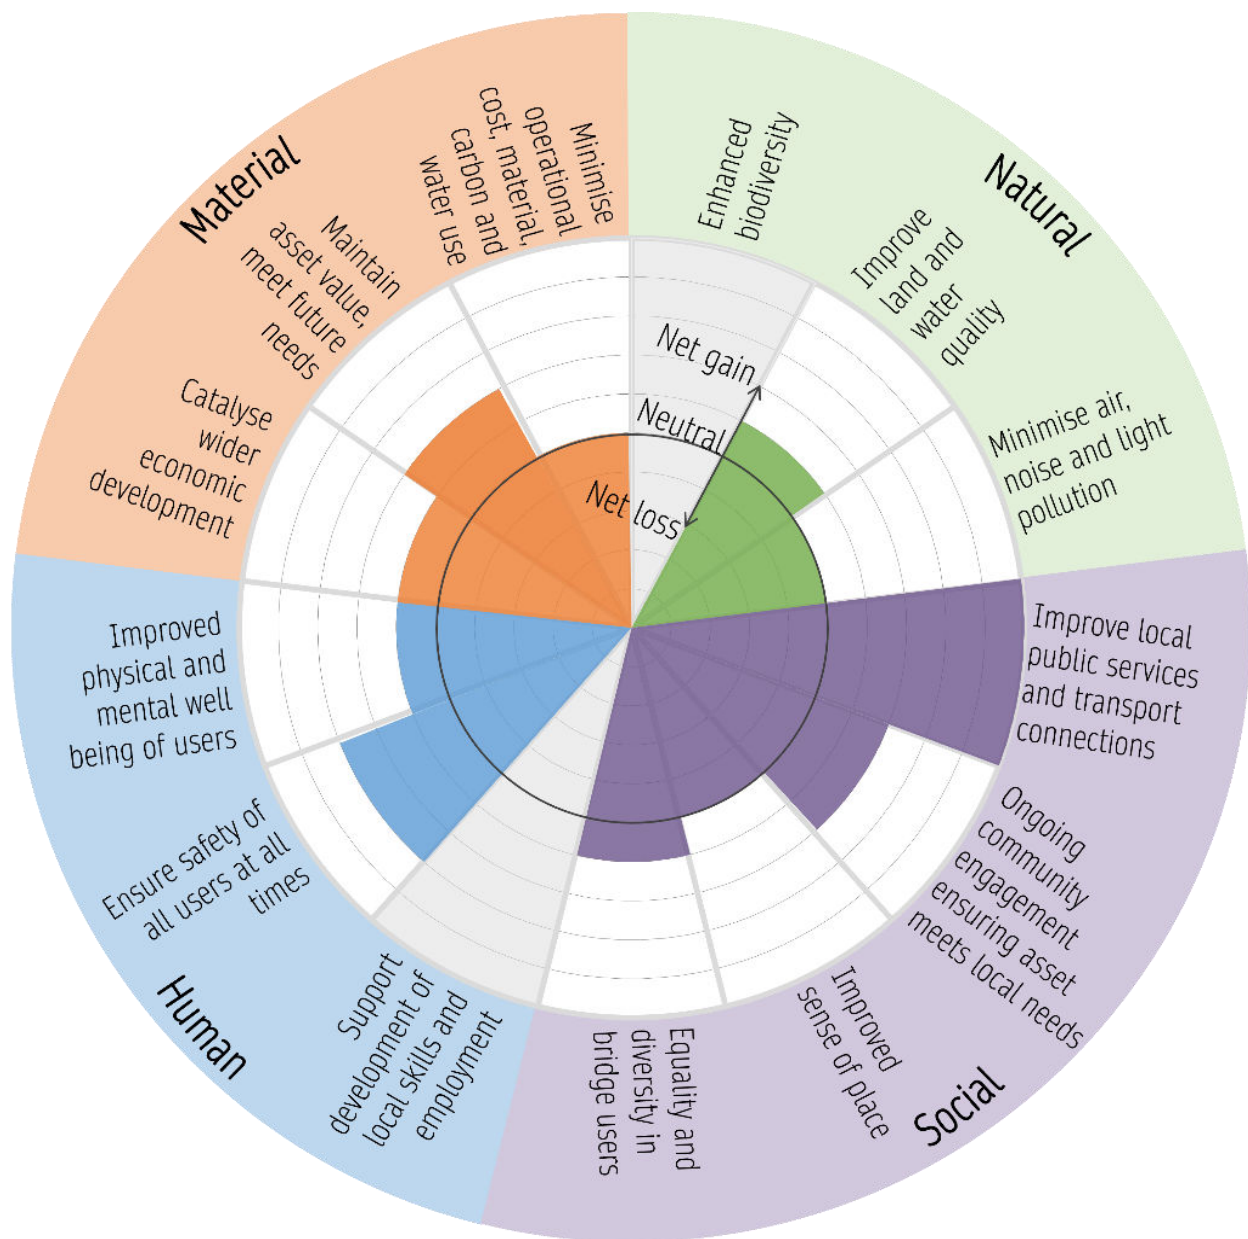 Natural
Enhanced
biodiversity
Improve
land and
water
quality
Minimise air,
noise and light
pollution
Social
Improve local
public services
and transport
connections
Ongoing
community
engagement
ensuring asset
meets local needs
Improved
sense of place
Equality and
diversity in
bridge users
Human
Support
development of
local skills and
employment
Ensure safety of
all users at all
times
Improved
physical and
mental well
being of users
Material
Catalyse
wider
economic
development
Maintain
asset value,
meet future
needs
Minimise
operational
cost, material,
carbon and
water use
Net gain
Neutral
Net loss